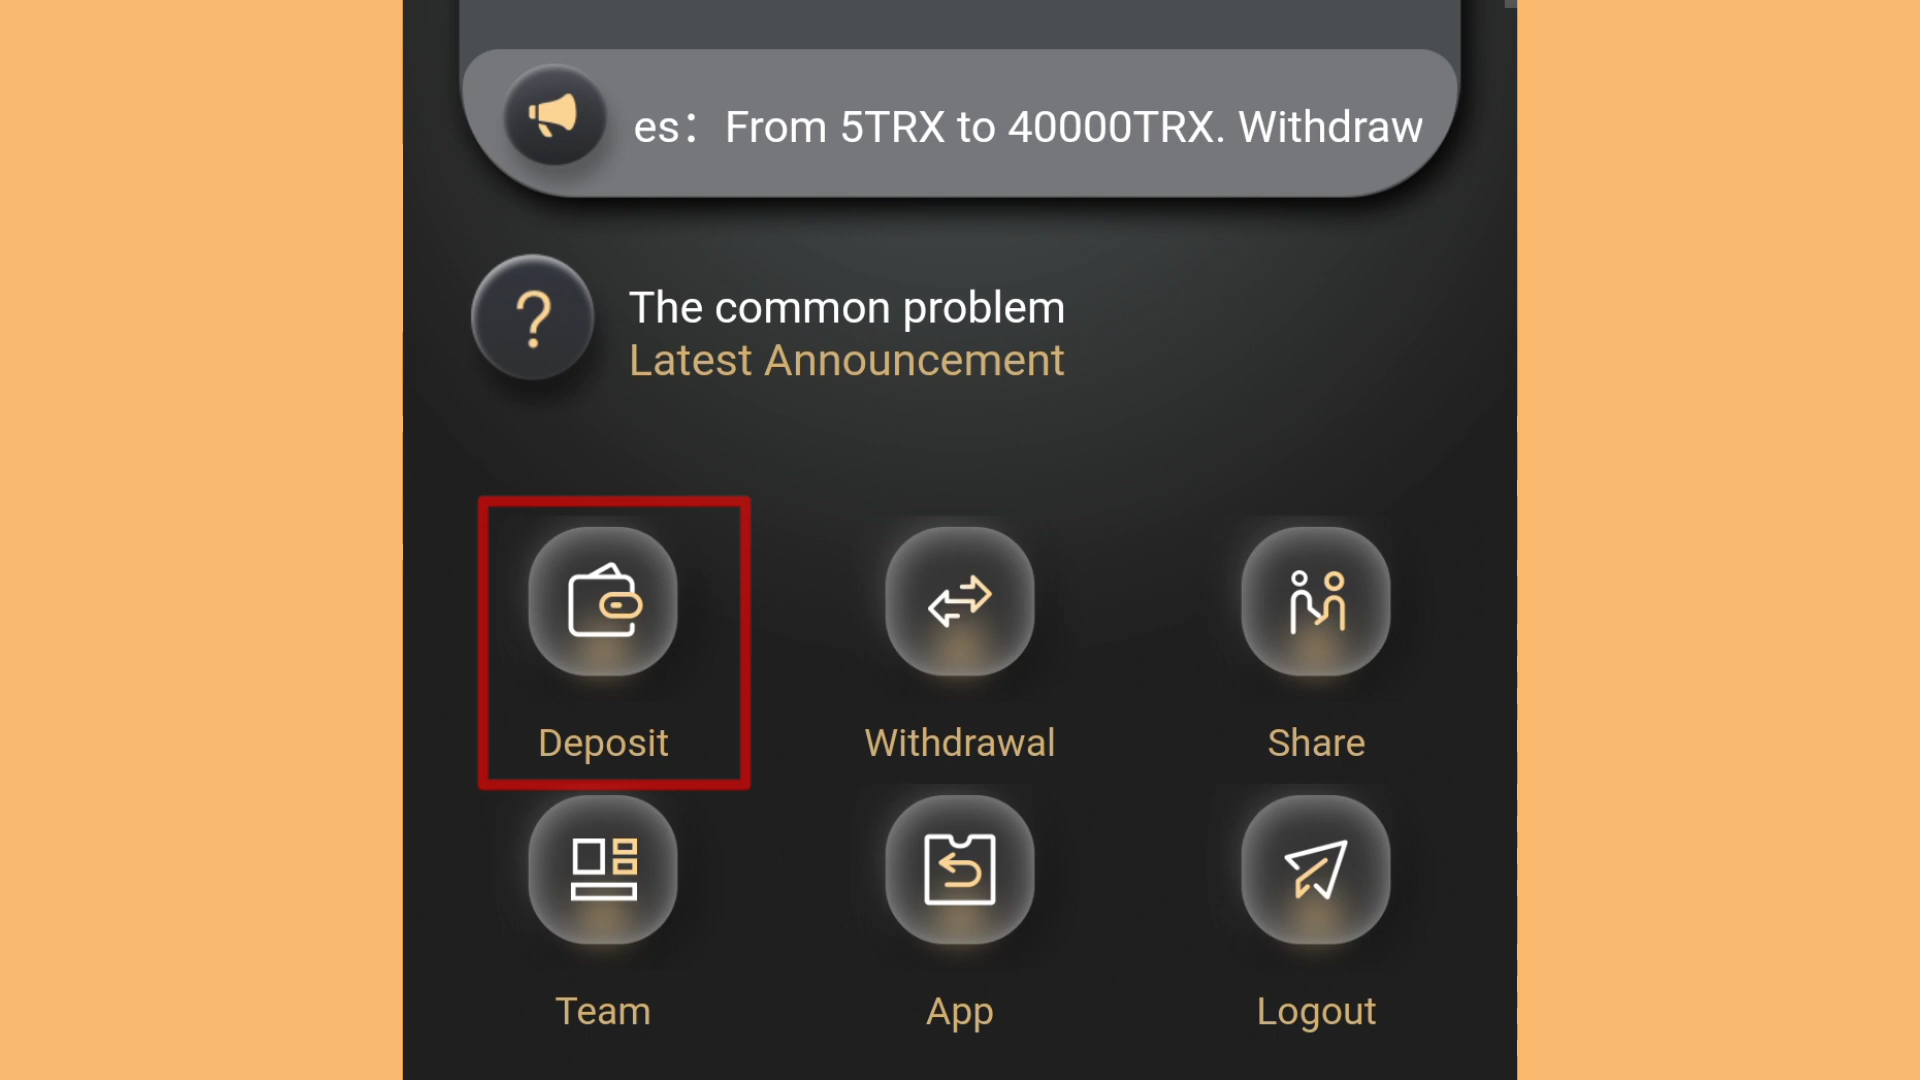 es： From 5TRX to 40000TRX. Withdraw
The common problem
Latest Announcement
Deposit
Withdrawal
Share
Team
App
Logout